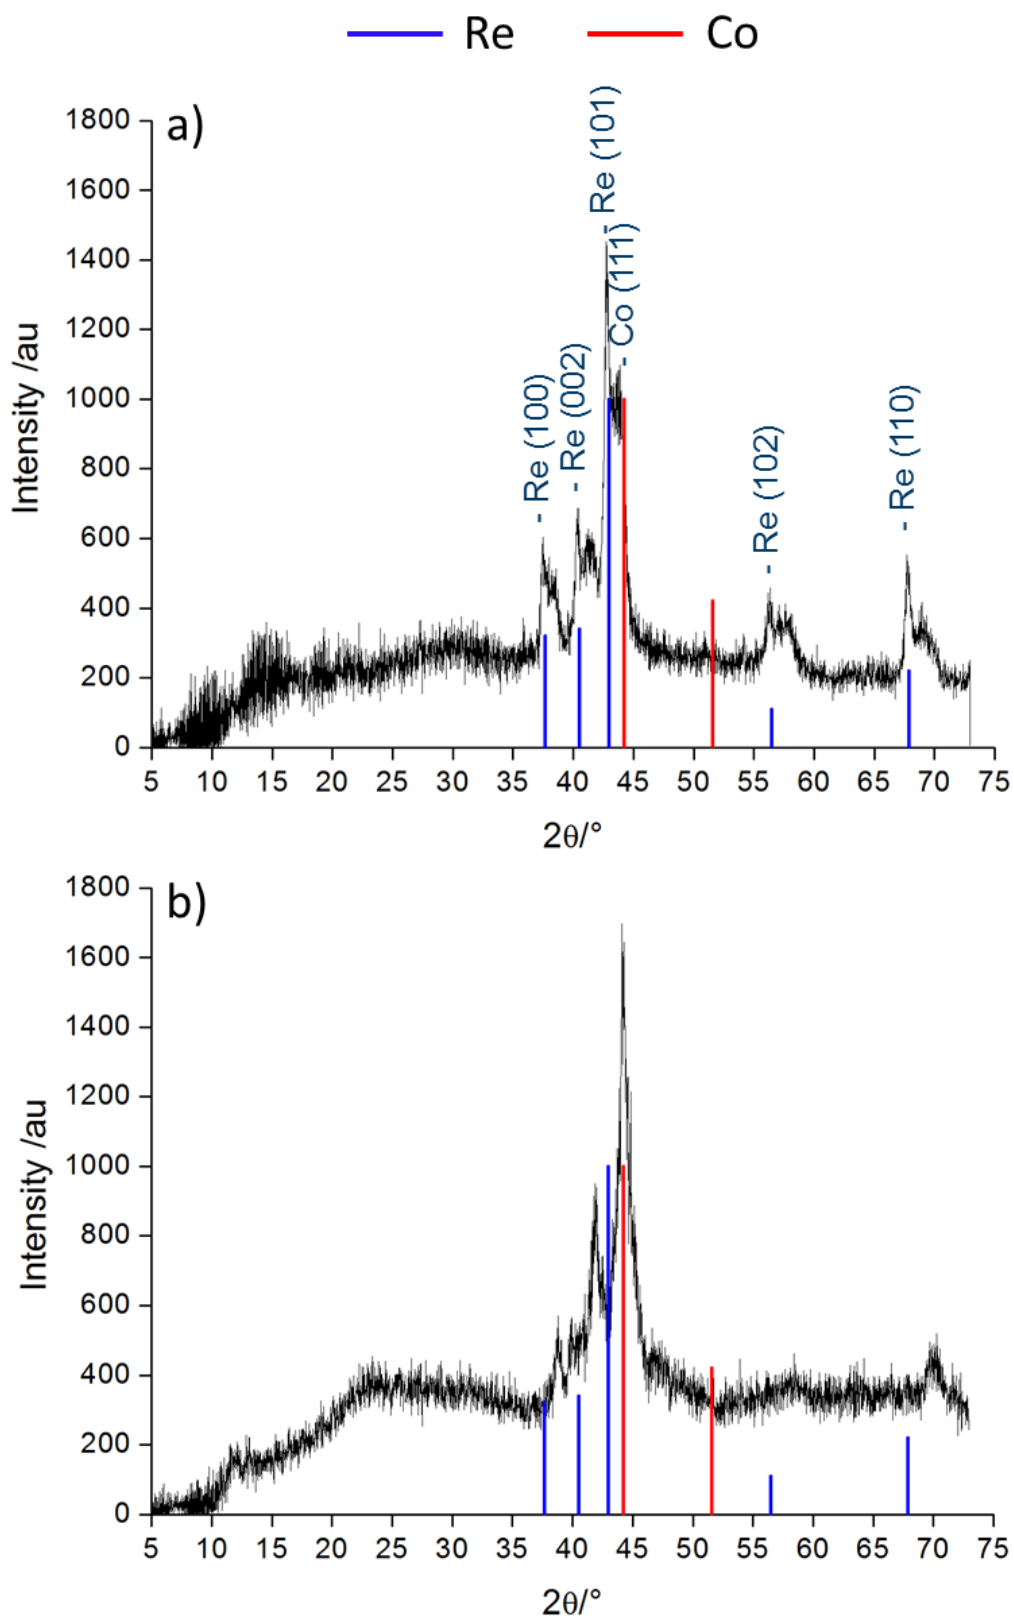 Re Co
a)
Intensity /au
1800
1600
1400
1200
1000
800
600
400
200
0
Re (100)
Re (002)
Re (101)
Co (111)
Re (102)
Re (110)
5 10 15 20 25 30 35 40 45 50 55 60 65 70 75
2θ/°
b)
Intensity /au
1800
1600
1400
1200
1000
800
600
400
200
0
5 10 15 20 25 30 35 40 45 50 55 60 65 70 75
2θ/°